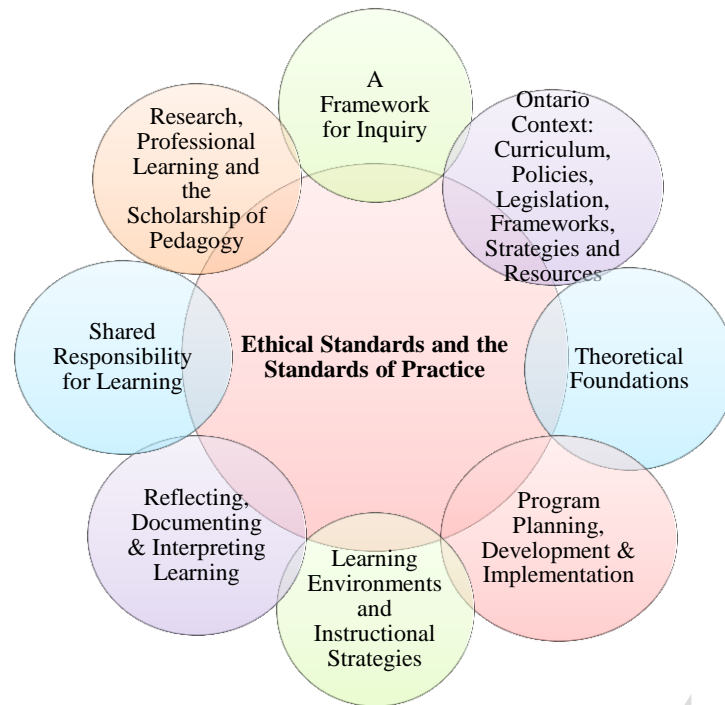 A
Framework
for Inquiry
Ontario
Context:
Curriculum,
Policies,
Legislation,
Frameworks,
Strategies and
Resources
Theoretical
Foundations
Program
Planning,
Development &
Implementation
Learning
Environments
and
Instructional
Strategies
Reflecting,
Documenting
& Interpreting
Learning
Shared
Responsibility
for Learning
Research,
Professional
Learning and
the
Scholarship of
Pedagogy
Ethical Standards and the
Standards of Practice